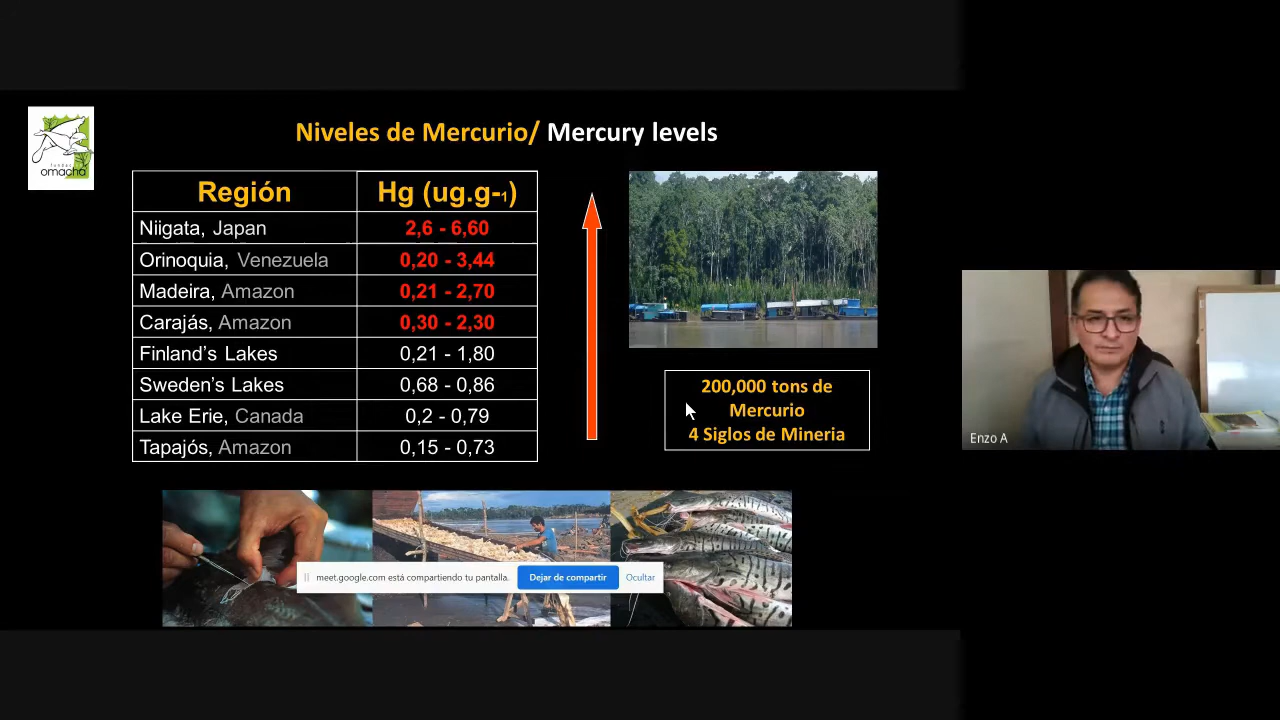 Niveles de Mercurio/ Mercury levels
omacha
Región Hg (ug.g-1)
Niigata, Japan 2,6 - 6,60
Orinoquia, Venezuela 0,20 - 3,44
Madeira, Amazon 0,21 - 2,70
Carajás, Amazon 0,30 - 2,30
Finland's Lakes 0,21 - 1,80
Sweden's Lakes 0,68 - 0,86
Lake Erie, Canada 0,2 - 0,79
Tapajós, Amazon 0,15 - 0,73
200,000 tons de
Mercurio
4 Siglos de Mineria
Enzo A
meet.google.com está compartiendo tu pantalla. Dejar de compartir Ocultar